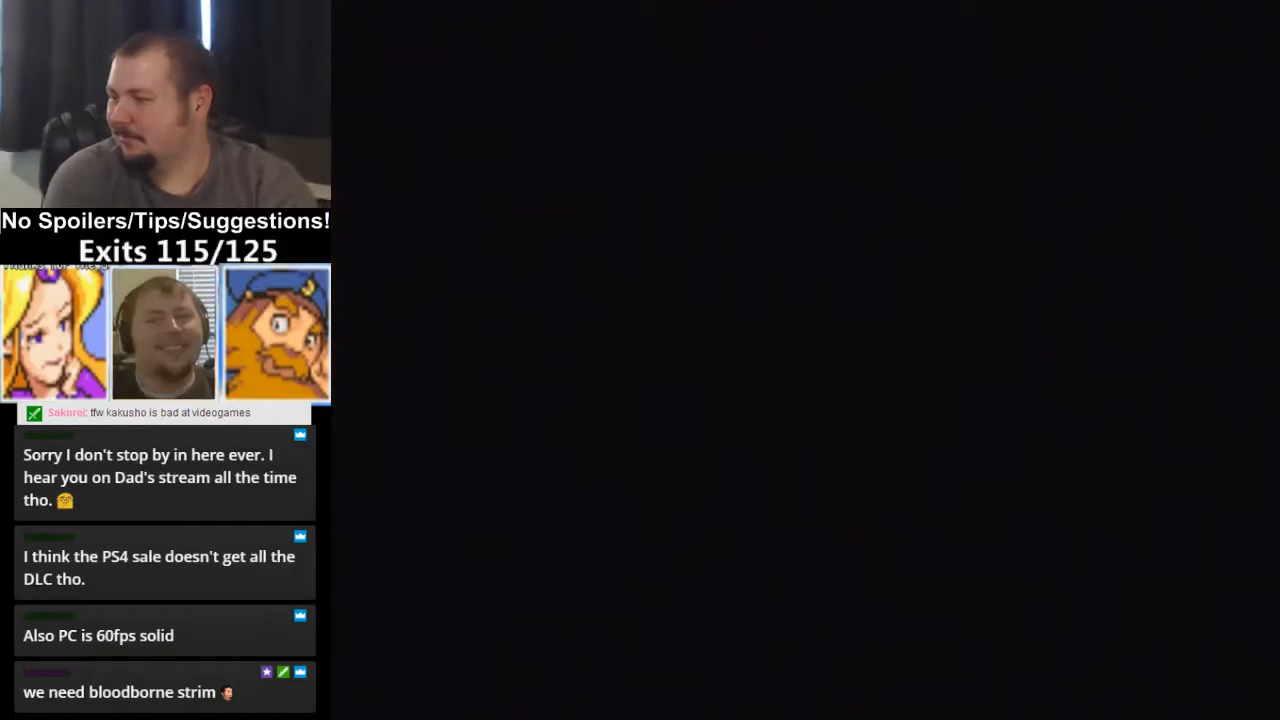 No Spoilers/Tips/Suggestions!
Exits 115/125
Sakurei: tfw kakusho is bad at videogames
Sorry I don't stop by in here ever. I
hear you on Dad's stream all the time
tho.
I think the PS4 sale doesn't get all the
DLC tho.
Also PC is 60fps solid
we need bloodborne strim